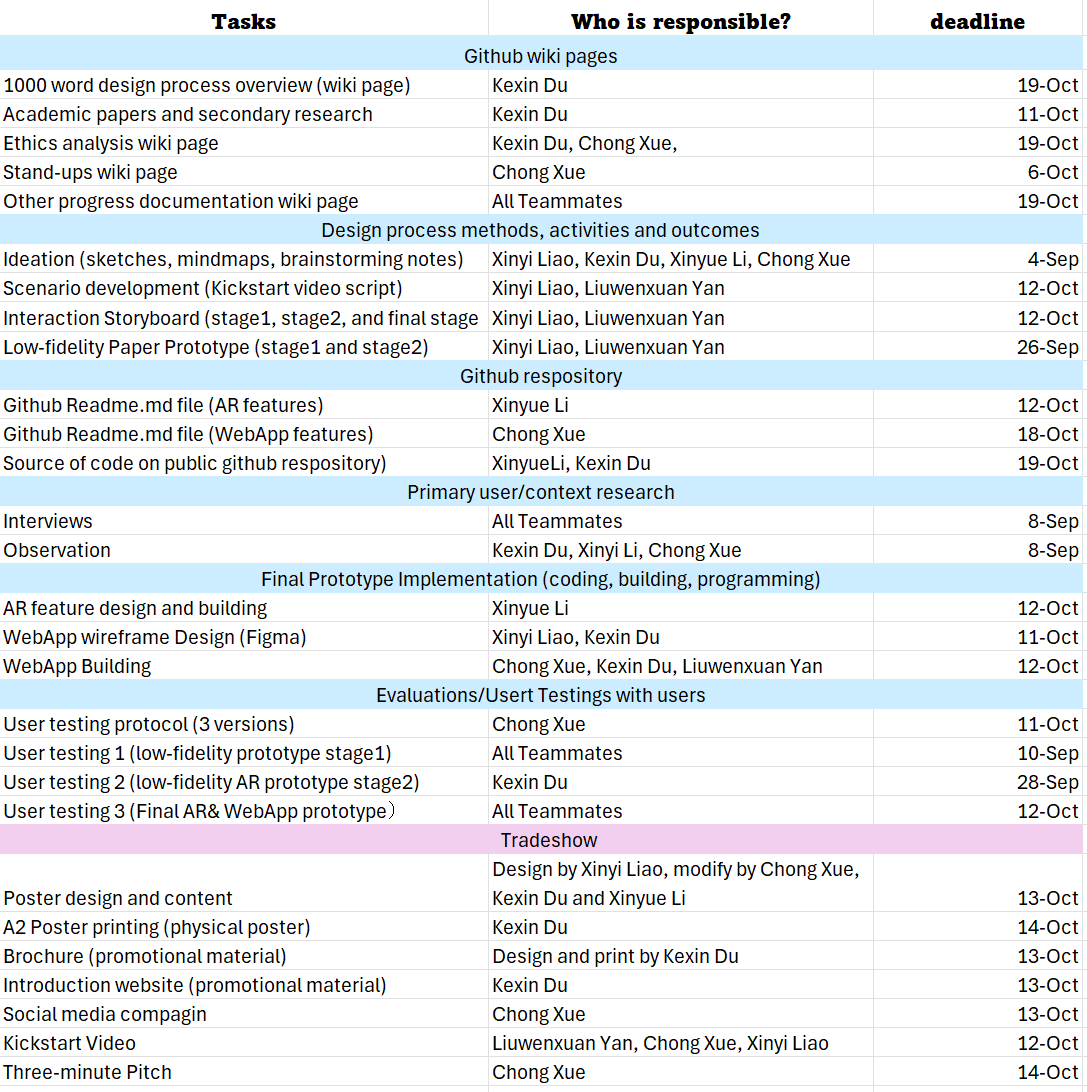 Tasks Who is responsible? deadline
Github wiki pages
1000 word design process overview (wiki page) Kexin Du 19-Oct
Academic papers and secondary research Kexin Du 11-Oct
Ethics analysis wiki page Kexin Du, Chong Xue, 19-Oct
Stand-ups wiki page Chong Xue 6-Oct
Other progress documentation wiki page All Teammates 19-Oct
Design process methods, activities and outcomes
Ideation (sketches, mindmaps, brainstorming notes) Xinyi Liao, Kexin Du, Xinyue Li, Chong Xue 4-Sep
Scenario development (Kickstart video script) Xinyi Liao, Liuwenxuan Yan 12-Oct
Interaction Storyboard (stage1, stage2, and final stage Xinyi Liao, Liuwenxuan Yan 12-Oct
Low-fidelity Paper Prototype (stage1 and stage2) Xinyi Liao, Liuwenxuan Yan 26-Sep
Github respository
Github Readme.md file (AR features) Xinyue Li 12-Oct
Github Readme.md file (WebApp features) Chong Xue 18-Oct
Source of code on public github respository) XinyueLi, Kexin Du 19-Oct
Primary user/context research
Interviews All Teammates 8-Sep
Observation Kexin Du, Xinyi Li, Chong Xue 8-Sep
Final Prototype Implementation (coding, building, programming)
AR feature design and building Xinyue Li 12-Oct
WebApp wireframe Design (Figma) Xinyi Liao, Kexin Du 11-Oct
WebApp Building Chong Xue, Kexin Du, Liuwenxuan Yan 12-Oct
Evaluations/Usert Testings with users
User testing protocol (3 versions) Chong Xue 11-Oct
User testing 1 (low-fidelity prototype stage1) All Teammates 10-Sep
User testing 2 (low-fidelity AR prototype stage2) Kexin Du 28-Sep
User testing 3 (Final AR& WebApp prototype） All Teammates 12-Oct
Tradeshow
Design by Xinyi Liao, modify by Chong Xue,
Poster design and content Kexin Du and Xinyue Li 13-Oct
A2 Poster printing (physical poster) Kexin Du 14-Oct
Brochure (promotional material) Design and print by Kexin Du 13-Oct
Introduction website (promotional material) Kexin Du 13-Oct
Social media compagin Chong Xue 13-Oct
Kickstart Video Liuwenxuan Yan, Chong Xue, Xinyi Liao 12-Oct
Three-minute Pitch Chong Xue 14-Oct